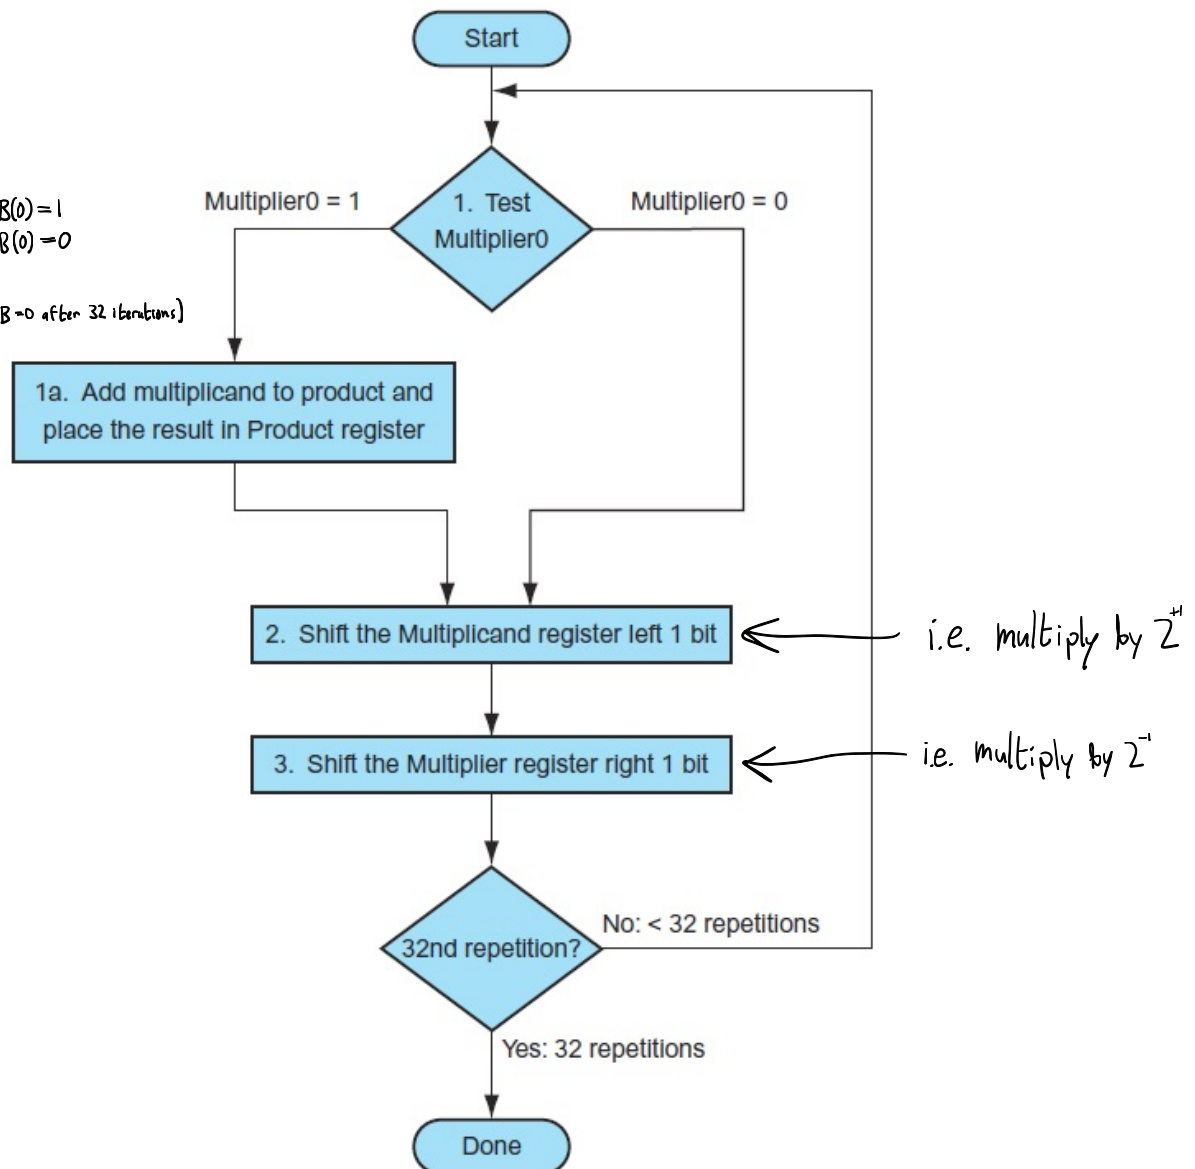 Start
Multiplier0 = 1
1. Test
Multiplier0
Multiplier0 = 0
B(0)=1
B(0)=0
B=0 after 32 iterations]
1a. Add multiplicand to product and
place the result in Product register
2. Shift the Multiplicand register left 1 bit
i.e. multiply by 2⁺¹
3. Shift the Multiplier register right 1 bit
i.e. multiply by 2⁻¹
No: < 32 repetitions
32nd repetition?
Yes: 32 repetitions
Done